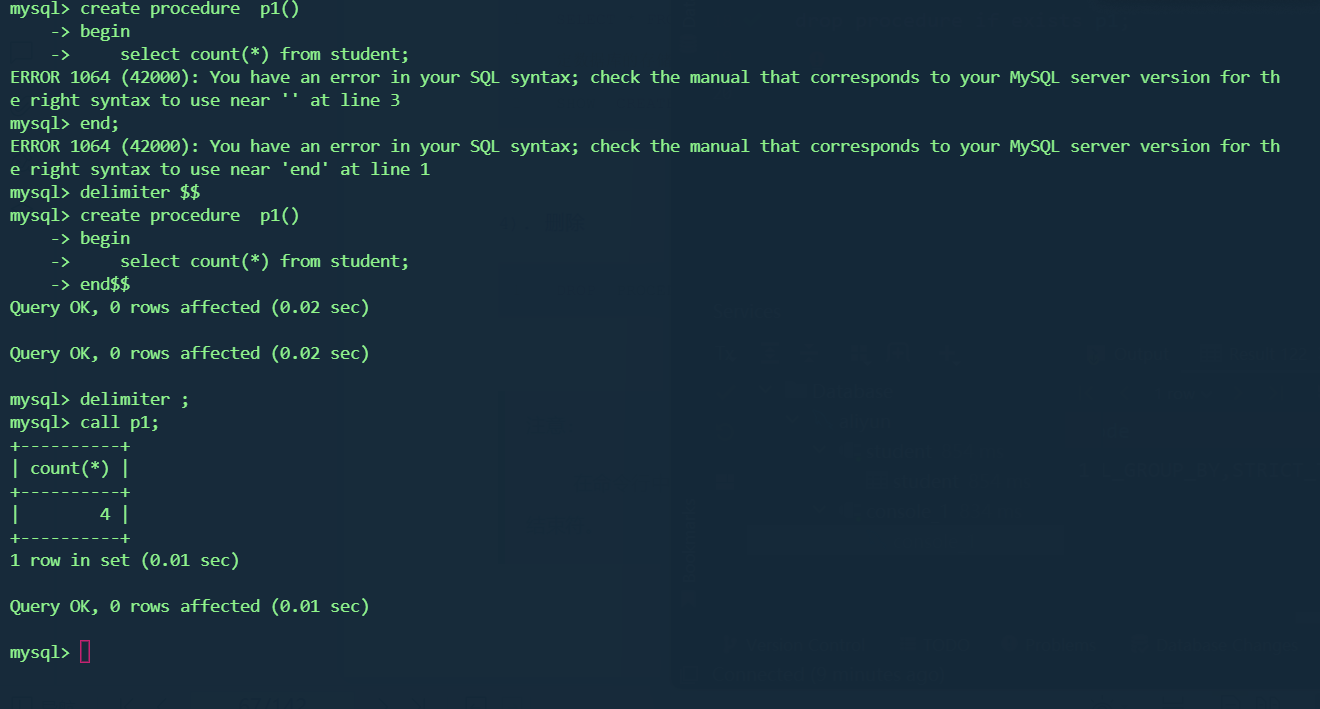 mysql> create procedure  p1()
    -> begin
    ->     select count(*) from student;
ERROR 1064 (42000): You have an error in your SQL syntax; check the manual that corresponds to your MySQL server version for th
e right syntax to use near '' at line 3
mysql> end;
ERROR 1064 (42000): You have an error in your SQL syntax; check the manual that corresponds to your MySQL server version for th
e right syntax to use near 'end' at line 1
mysql> delimiter $$
mysql> create procedure  p1()
    -> begin
    ->     select count(*) from student;
    -> end$$
Query OK, 0 rows affected (0.02 sec)

Query OK, 0 rows affected (0.02 sec)

mysql> delimiter ;
mysql> call p1;
+----------+
| count(*) |
+----------+
|        4 |
+----------+
1 row in set (0.01 sec)

Query OK, 0 rows affected (0.01 sec)

mysql>